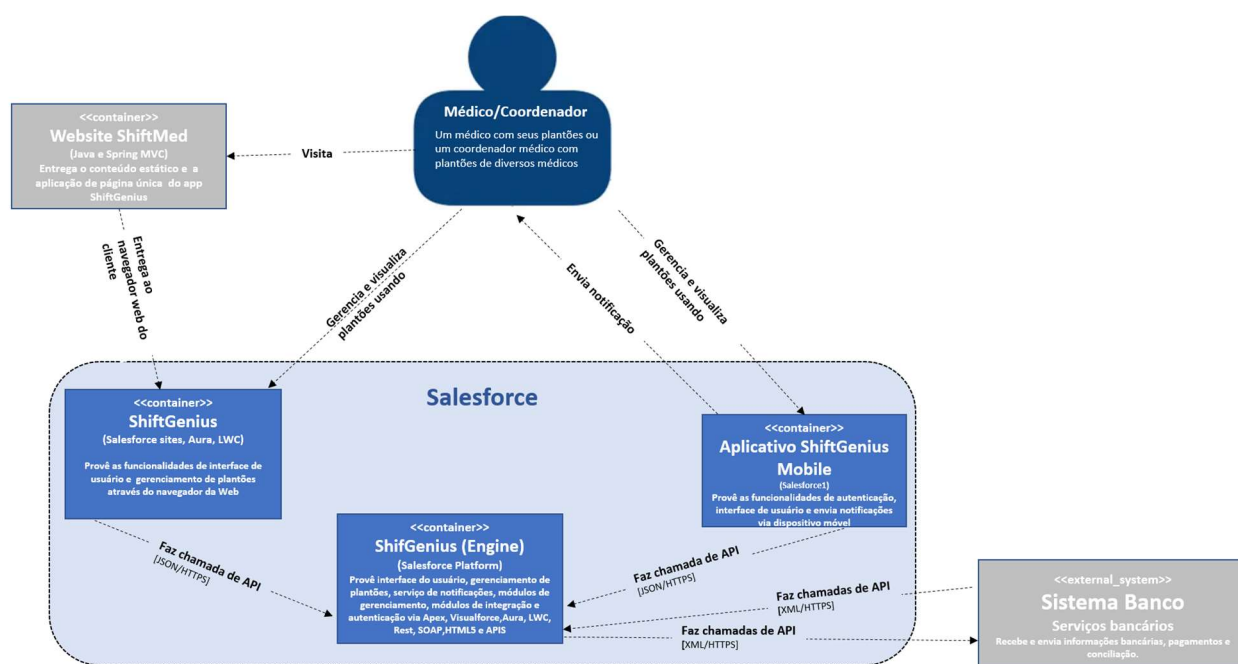 Médico/Coordenador
Um médico com seus plantões ou
um coordenador médico com
plantões de diversos médicos
<<container>>
Website ShiftMed
(Java e Spring MVC)
Entrega o conteúdo estático e a
aplicação de página única do app
ShiftGenius
Visita
Entrega ao
navegador web do
cliente
Gerencia e visualiza
plantões usando
Envia notificação
Gerencia e visualiza
plantões usando
Salesforce
<<container>>
ShiftGenius
(Salesforce sites, Aura, LWC)
Provê as funcionalidades de interface de
usuário e gerenciamento de plantões
através do navegador da Web
<<container>>
Aplicativo ShiftGenius
Mobile
(Salesforce1)
Provê as funcionalidades de autenticação,
interface de usuário e envia notificações
via dispositivo móvel
<<container>>
ShifGenius (Engine)
(Salesforce Platform)
Provê interface do usuário, gerenciamento de
plantões, serviço de notificações, módulos de
gerenciamento, módulos de integração e
autenticação via Apex, Visualforce,Aura, LWC,
Rest, SOAP,HTML5 e APIS
Faz chamada de API
[JSON/HTTPS]
Faz chamada de API
[JSON/HTTPS]
Faz chamadas de API
[XML/HTTPS]
Faz chamadas de API
[XML/HTTPS]
<<external_system>>
Sistema Banco
Serviços bancários
Recebe e envia informações bancárias, pagamentos e
conciliação.